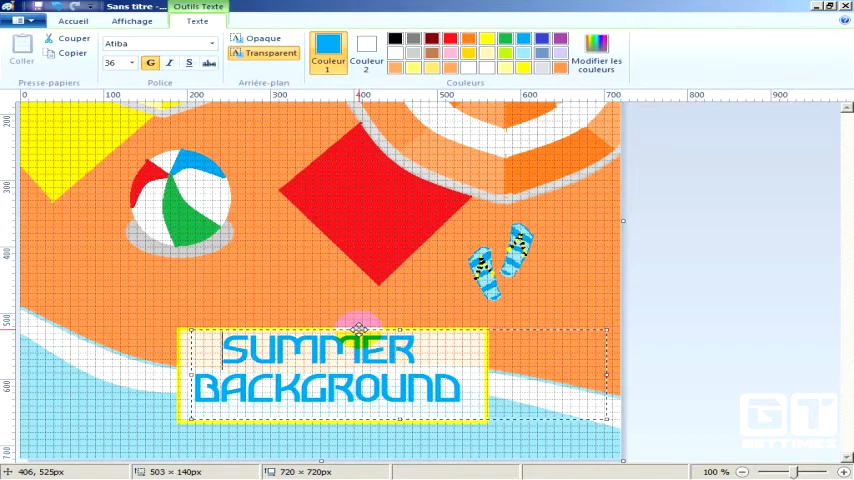 Sans titre -... Outils Texte
Accueil Affichage Texte
Coller Couper Copier
Presse-papiers
Atiba
36 G I S abc
Police
Opaque
Transparent
Arrière-plan
Couleur 1
Couleur 2
Modifier les couleurs
Couleurs
0 100 200 300 400 500 600 700 800 900
200
300
400
500
600
700
SUMMER
BACKGROUND
GT
GETTIMES
406, 525px 503 × 140px 720 × 720px 100 %